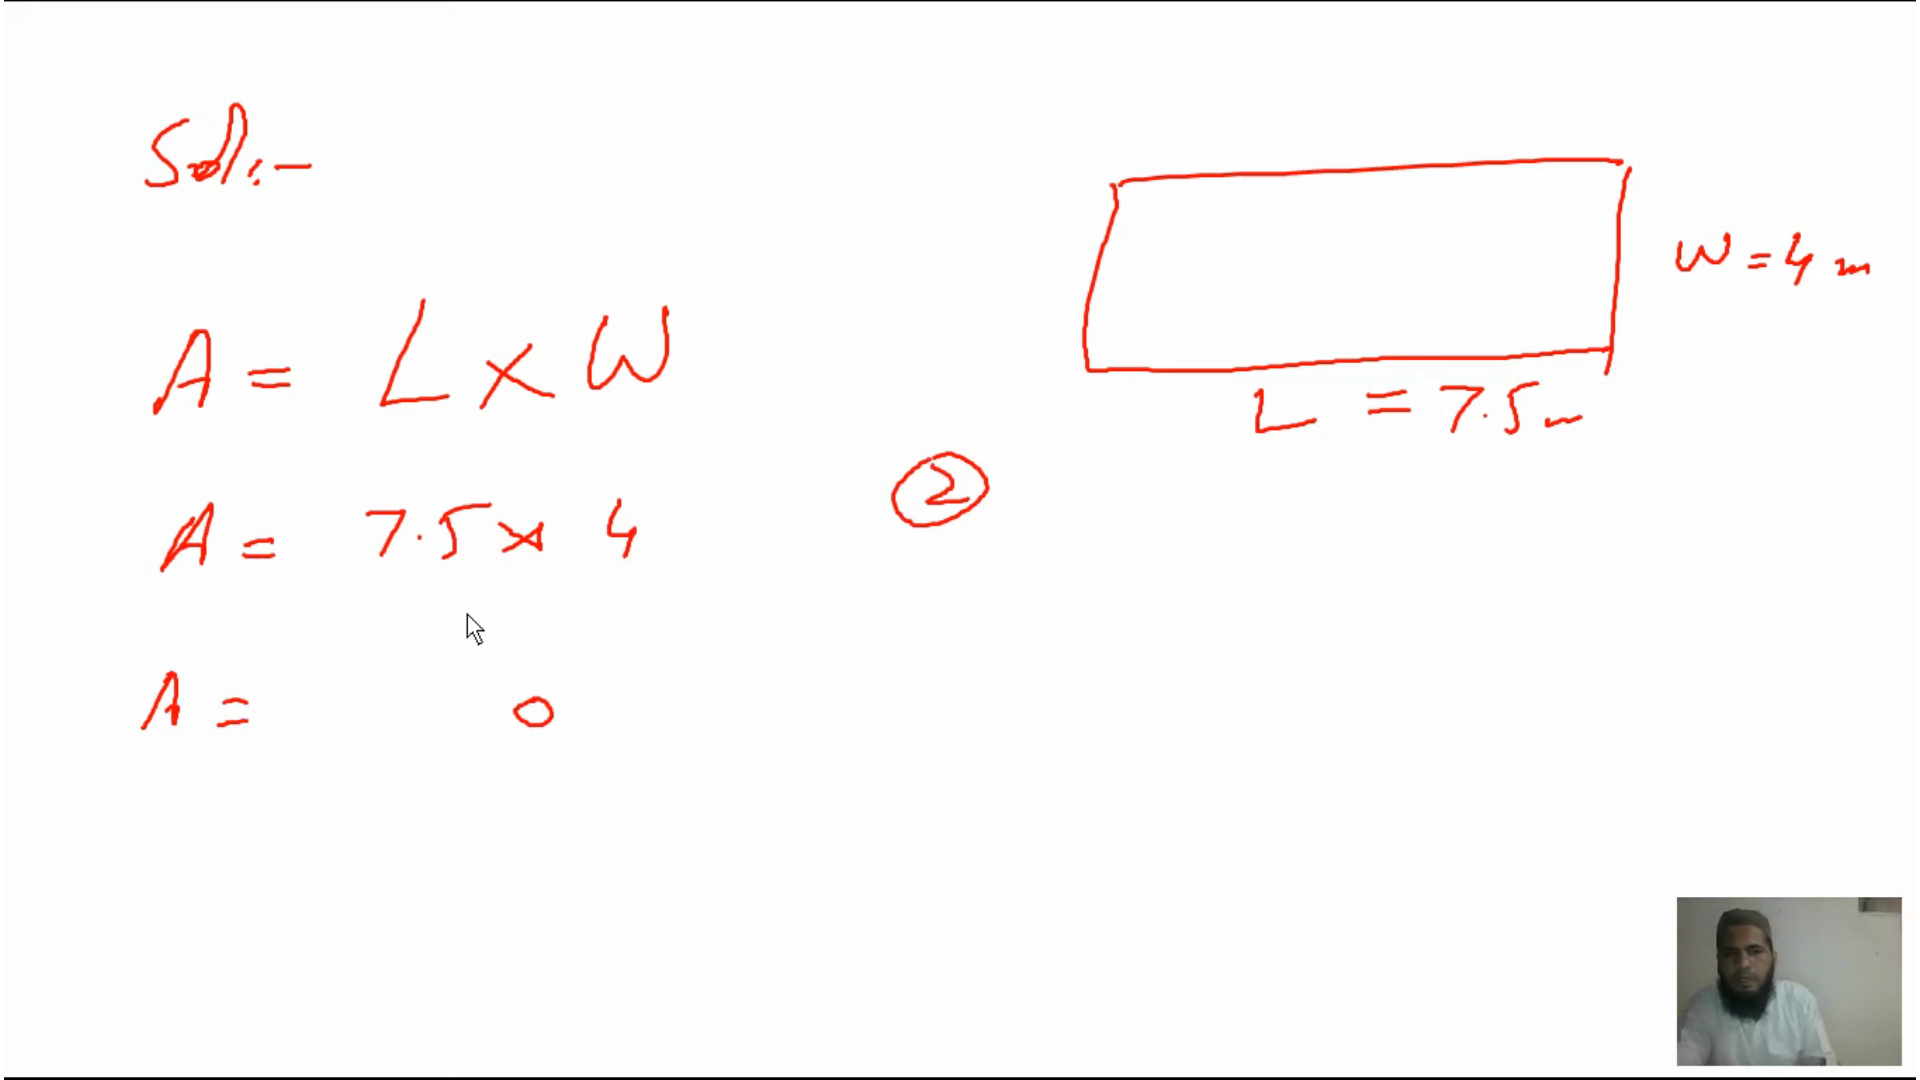 Sol:-
A = L × W
A = 7.5 × 4
A = 0
W = 4 m
L = 7.5 m
2